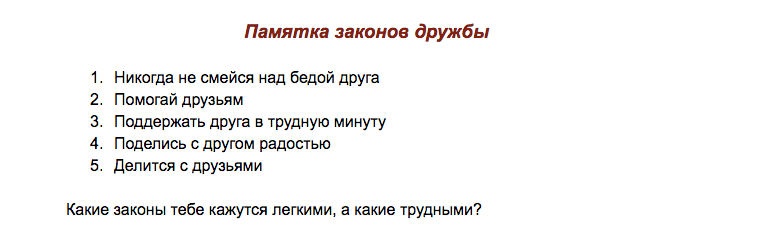 Памятка законов дружбы
1. Никогда не смейся над бедой друга
2. Помогай друзьям
3. Поддержать друга в трудную минуту
4. Поделись с другом радостью
5. Делится с друзьями
Какие законы тебе кажутся легкими, а какие трудными?